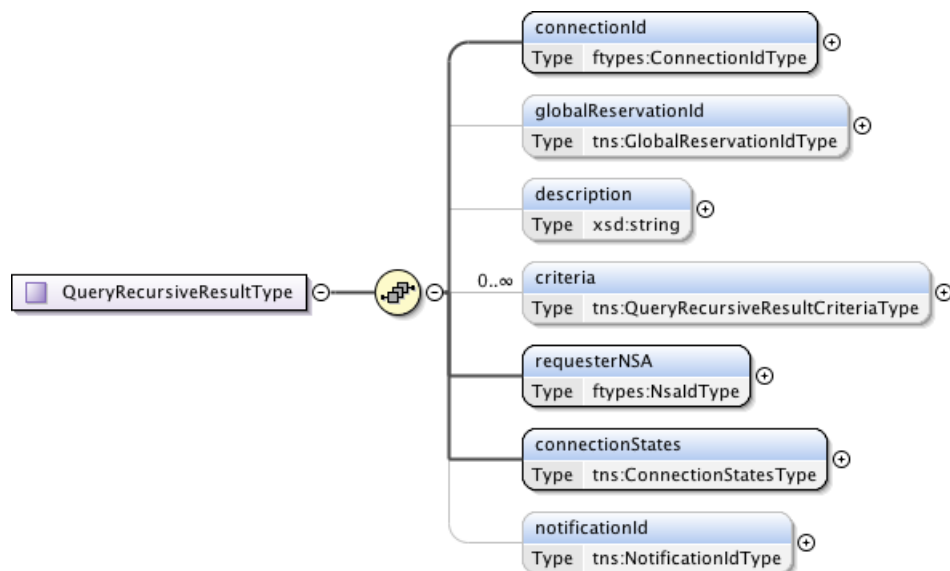 connectionId
Type ftypes:ConnectionIdType
globalReservationId
Type tns:GlobalReservationIdType
description
Type xsd:string
QueryRecursiveResultType
0..∞
criteria
Type tns:QueryRecursiveResultCriteriaType
requesterNSA
Type ftypes:NsaIdType
connectionStates
Type tns:ConnectionStatesType
notificationId
Type tns:NotificationIdType